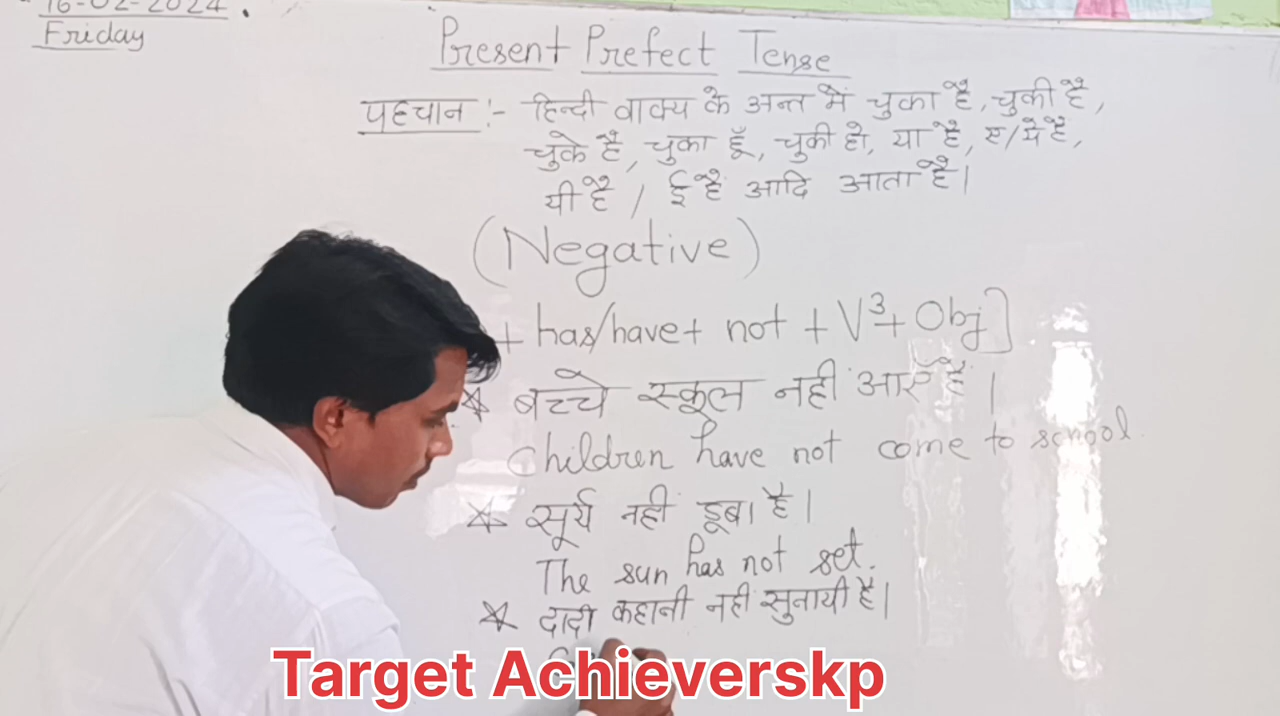 16-02-2024.
Friday
Present Prefect Tense
पहचान :- हिन्दी वाक्य के अन्त में चुका है, चुकी है,
चुके है, चुका हूँ, चुकी हो, या है, ए/ये है,
यी है / ई है आदि आता है।
(Negative)
+ has/have + not + V³ + Obj]
बच्चे स्कूल नही आए है ।
Children have not come to school.
सूर्य नही डूबा है।
The sun has not set.
दादी कहानी नही सुनायी है।
Target Achieverskp